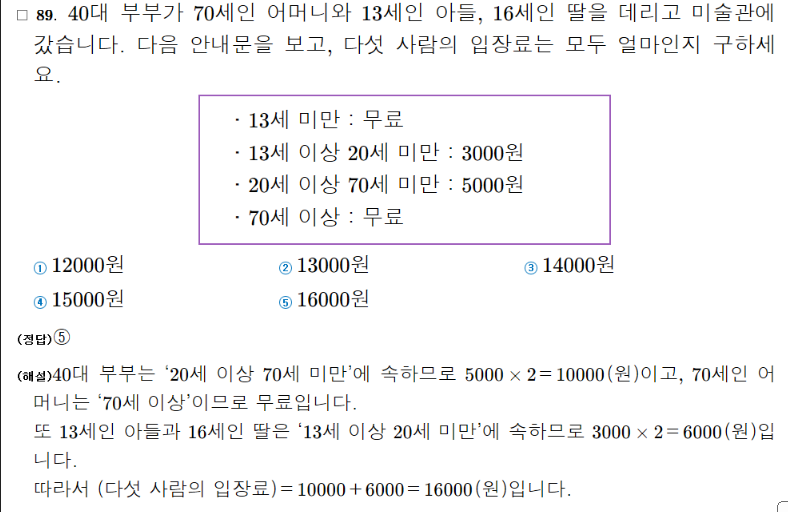 □ 89. 40대 부부가 70세인 어머니와 13세인 아들, 16세인 딸을 데리고 미술관에
갔습니다. 다음 안내문을 보고, 다섯 사람의 입장료는 모두 얼마인지 구하세
요.
· 13세 미만 : 무료
· 13세 이상 20세 미만 : 3000원
· 20세 이상 70세 미만 : 5000원
· 70세 이상 : 무료
① 12000원 ② 13000원 ③ 14000원
④ 15000원 ⑤ 16000원
(정답)⑤
(해설)40대 부부는 ‘20세 이상 70세 미만’에 속하므로 5000×2=10000(원)이고, 70세인 어
머니는 ‘70세 이상’이므로 무료입니다.
또 13세인 아들과 16세인 딸은 ‘13세 이상 20세 미만’에 속하므로 3000×2=6000(원)입
니다.
따라서 (다섯 사람의 입장료)=10000+6000=16000(원)입니다.